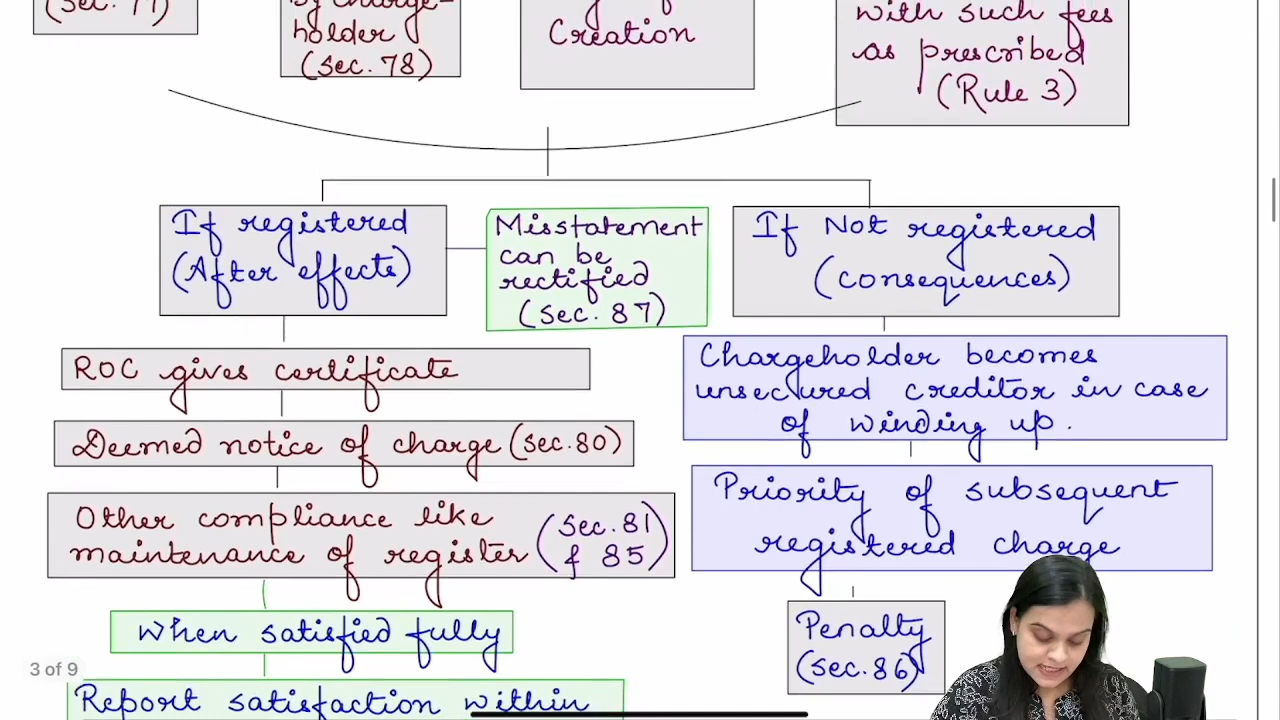 (Sec. 77)
by charge-
holder
(sec. 78)
Creation
with such fees
as prescribed
(Rule 3)
If registered
(After effects)
Misstatement
can be
rectified
(Sec. 87)
If Not registered
(consequences)
ROC gives certificate
Deemed notice of charge (sec. 80)
Other compliance like
maintenance of register
(Sec. 81
& 85)
When satisfied fully
Report satisfaction within
Chargeholder becomes
unsecured creditor in case
of winding up.
Priority of subsequent
registered charge
Penalty
(sec. 86)
3 of 9